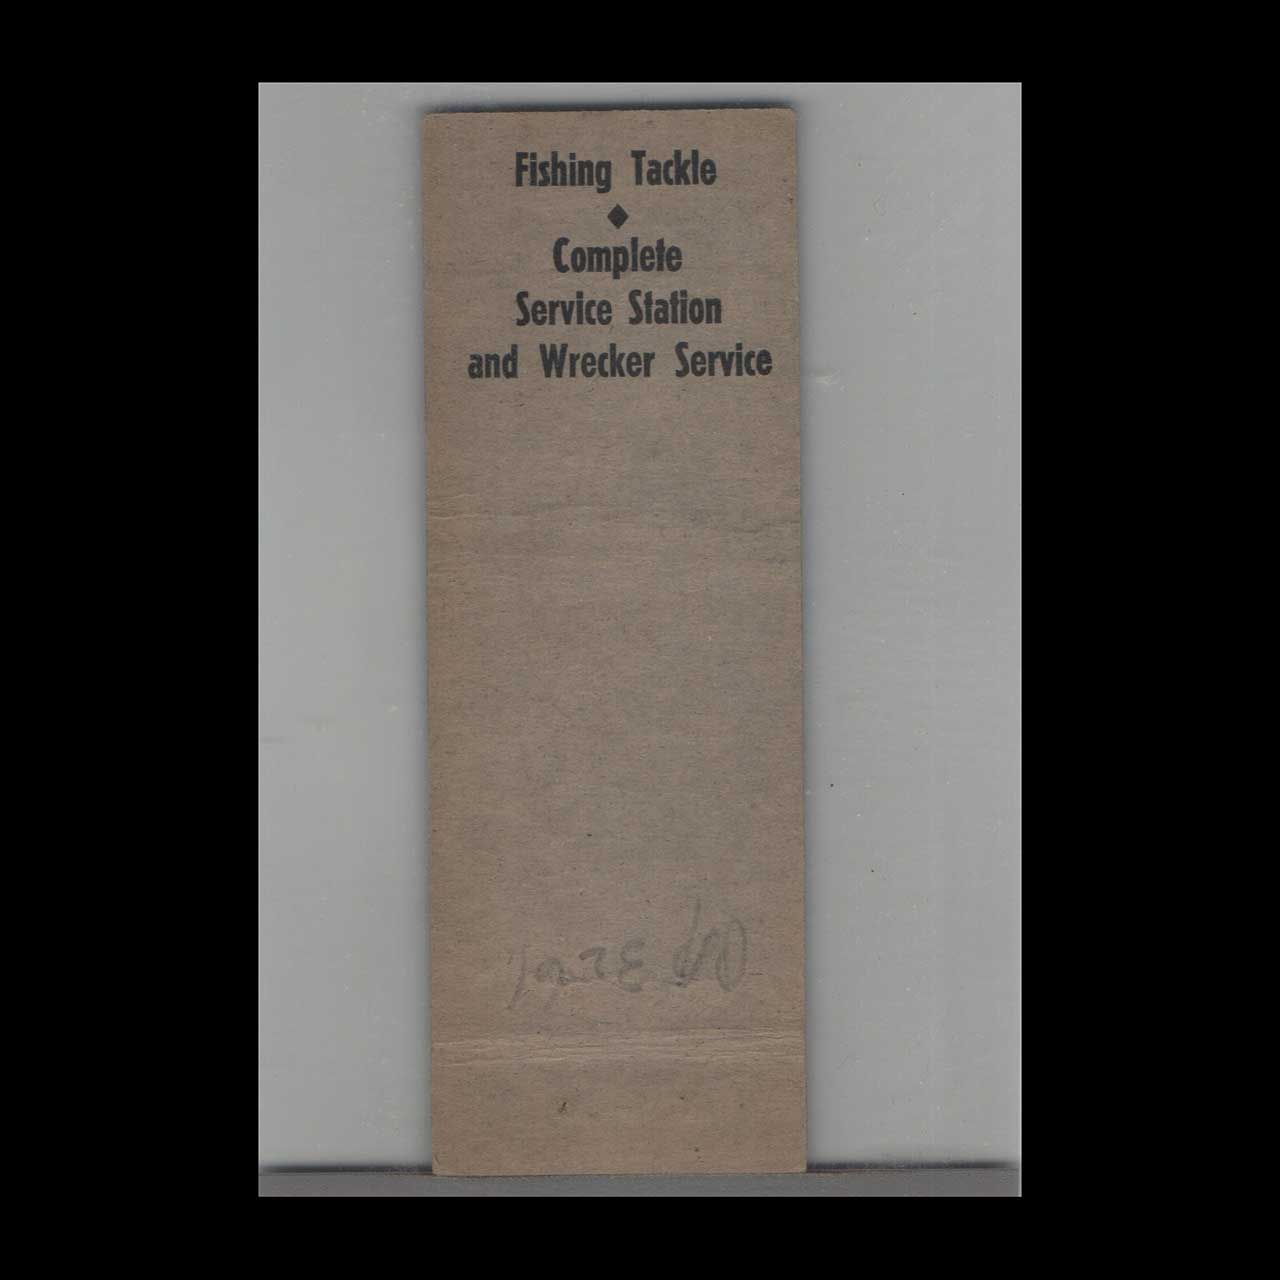 Fishing Tackle
◆
Complete
Service Station
and Wrecker Service